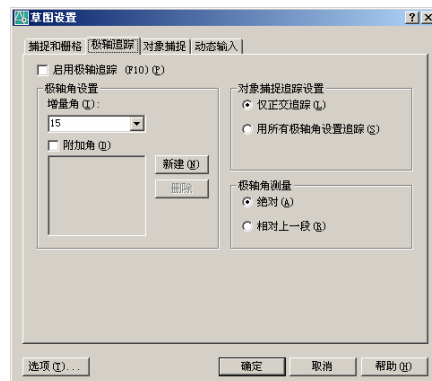 草图设置
捕捉和栅格 极轴追踪 对象捕捉 动态输入
启用极轴追踪 (F10)(P)
极轴角设置
增量角(I):
15
附加角(D)
新建(N)
删除
对象捕捉追踪设置
仅正交追踪(L)
用所有极轴角设置追踪(S)
极轴角测量
绝对(A)
相对上一段(R)
选项(T)... 确定 取消 帮助(H)